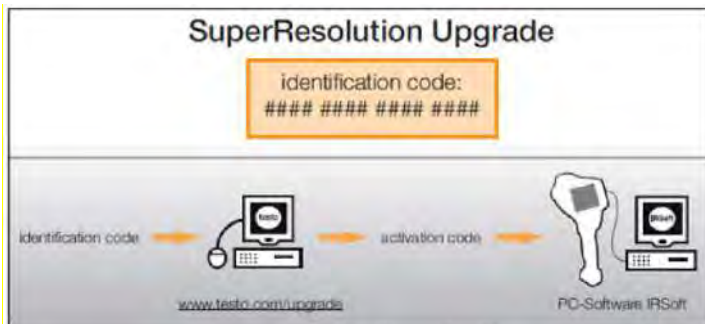 SuperResolution Upgrade
identification code:
#### #### #### ####
testo
IRSoft
identification code
activation code
www.testo.com/upgrade
PC-Software IRSoft